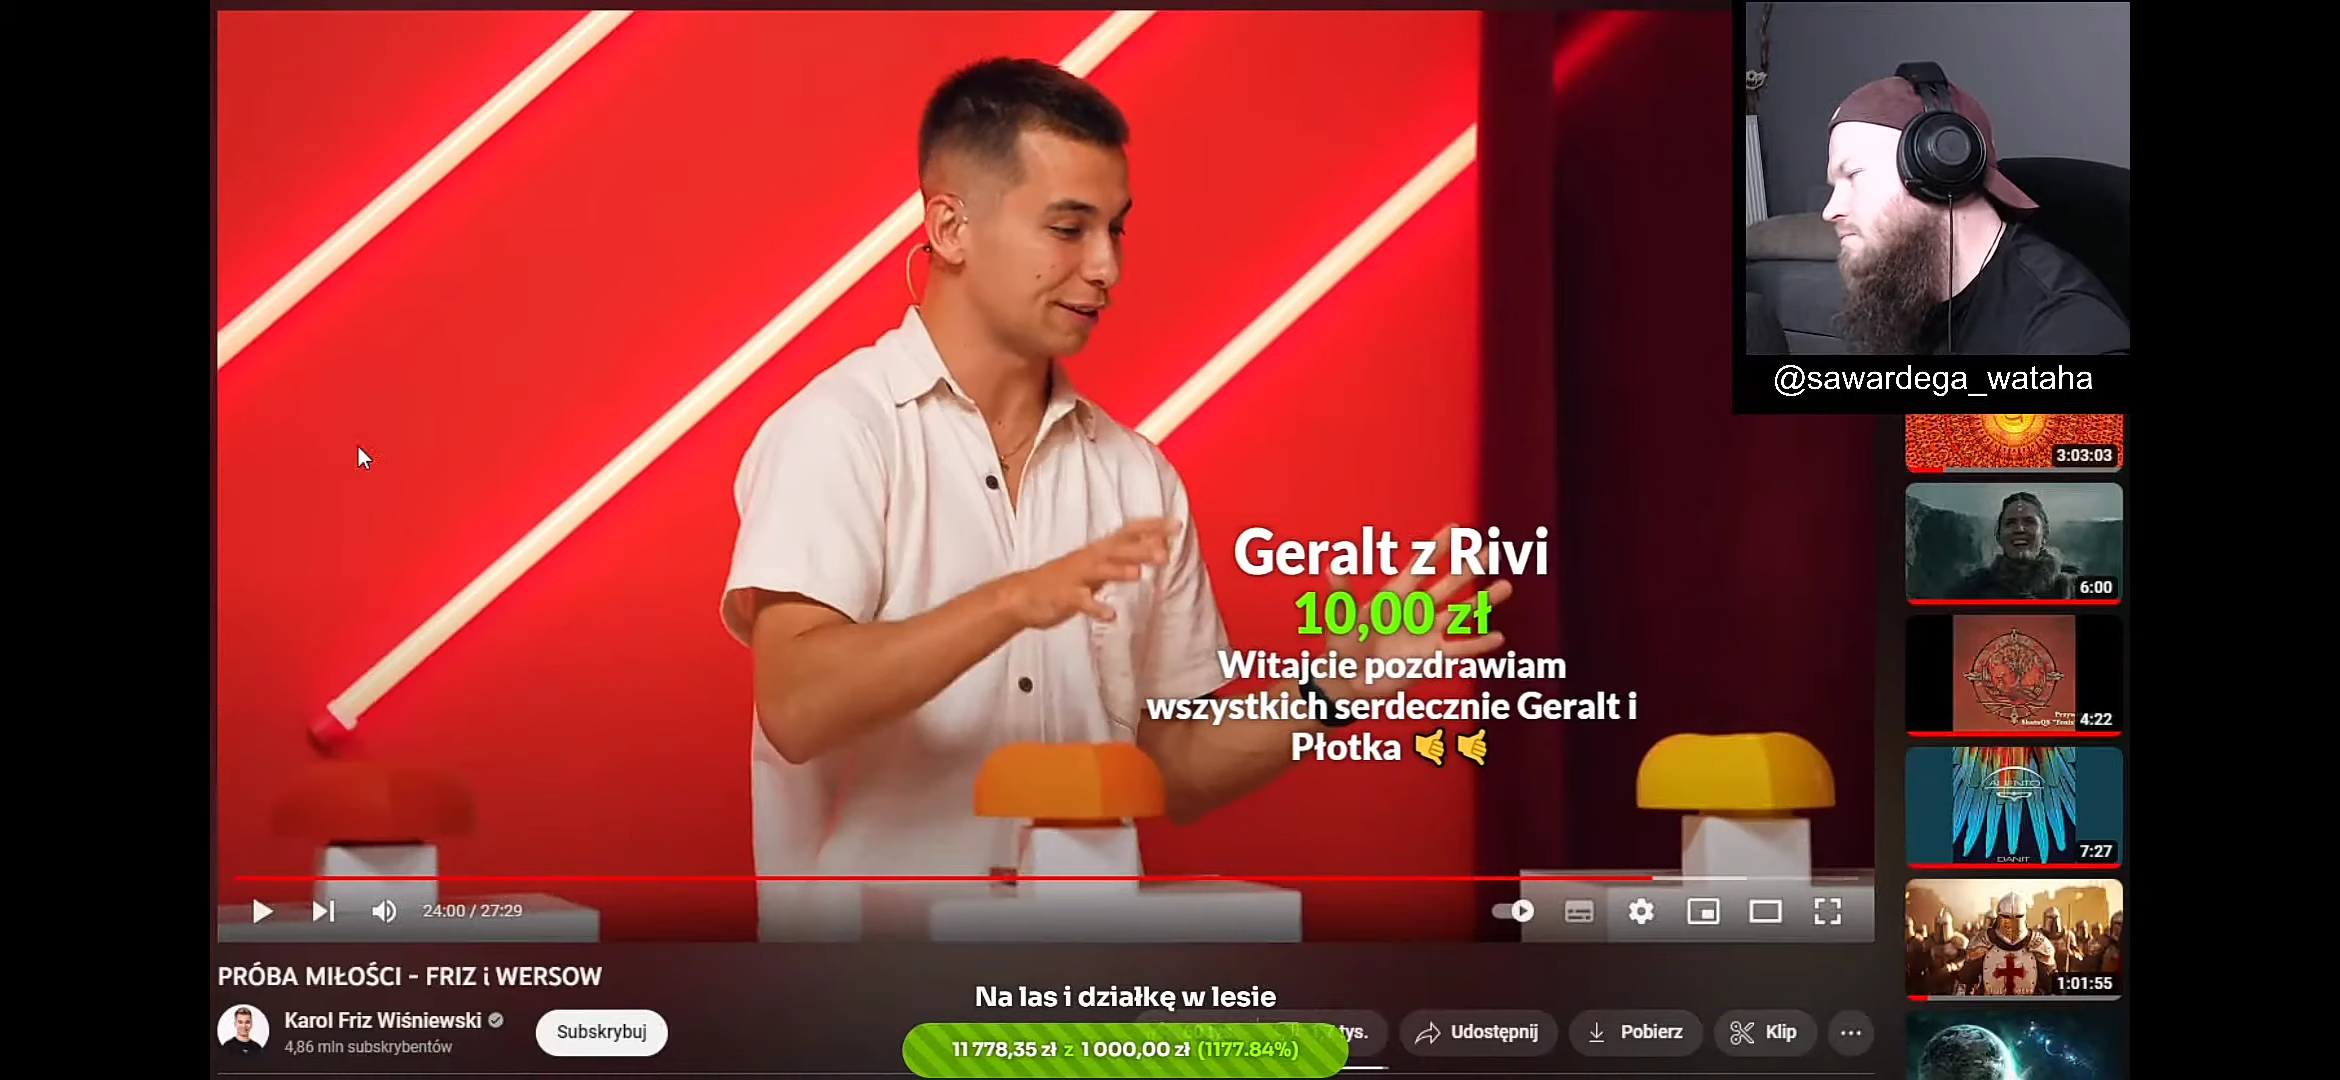 @sawardega_wataha
3:03:03
6:00
4:22
ALIENTO
DANIT
7:27
1:01:55
Geralt z Rivi
10,00 zł
Witajcie pozdrawiam
wszystkich serdecznie Geralt i
Płotka 🤙🤙
24:00 / 27:29
PRÓBA MIŁOŚCI - FRIZ i WERSOW
Karol Friz Wiśniewski
4,86 mln subskrybentów
Subskrybuj
Na las i działkę w lesie
11 778,35 zł z 1 000,00 zł (1177.84%)
tys.
Udostępnij
Pobierz
Klip